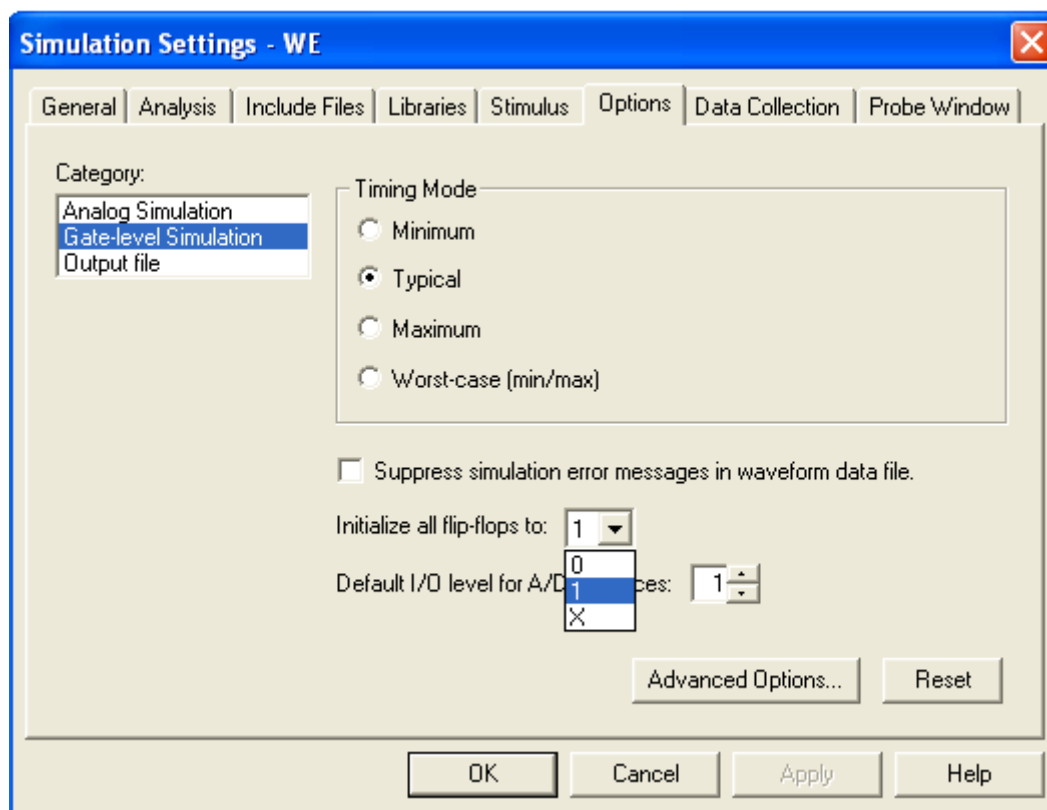 Simulation Settings - WE
General Analysis Include Files Libraries Stimulus Options Data Collection Probe Window
Category:
Analog Simulation
Gate-level Simulation
Output file
Timing Mode
Minimum
Typical
Maximum
Worst-case (min/max)
Suppress simulation error messages in waveform data file.
Initialize all flip-flops to: 1
0
1
X
Default I/O level for A/D ces: 1
Advanced Options... Reset
OK Cancel Apply Help